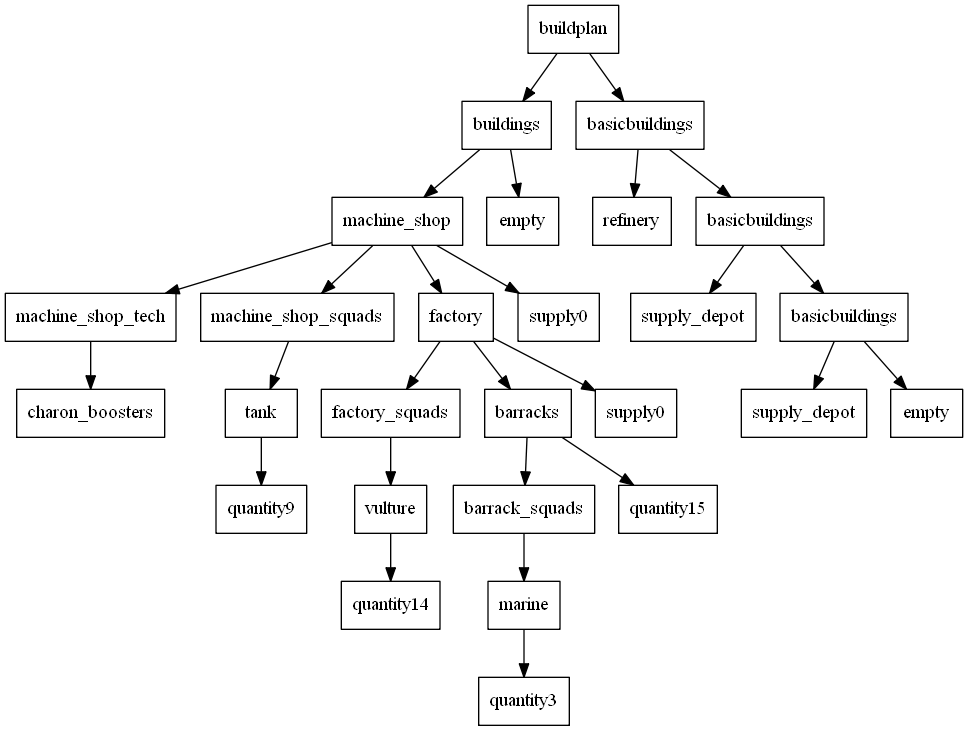 buildplan
buildings
basicbuildings
machine_shop
empty
refinery
basicbuildings
machine_shop_tech
machine_shop_squads
factory
supply0
supply_depot
basicbuildings
charon_boosters
tank
factory_squads
barracks
supply0
supply_depot
empty
quantity9
vulture
barrack_squads
quantity15
quantity14
marine
quantity3